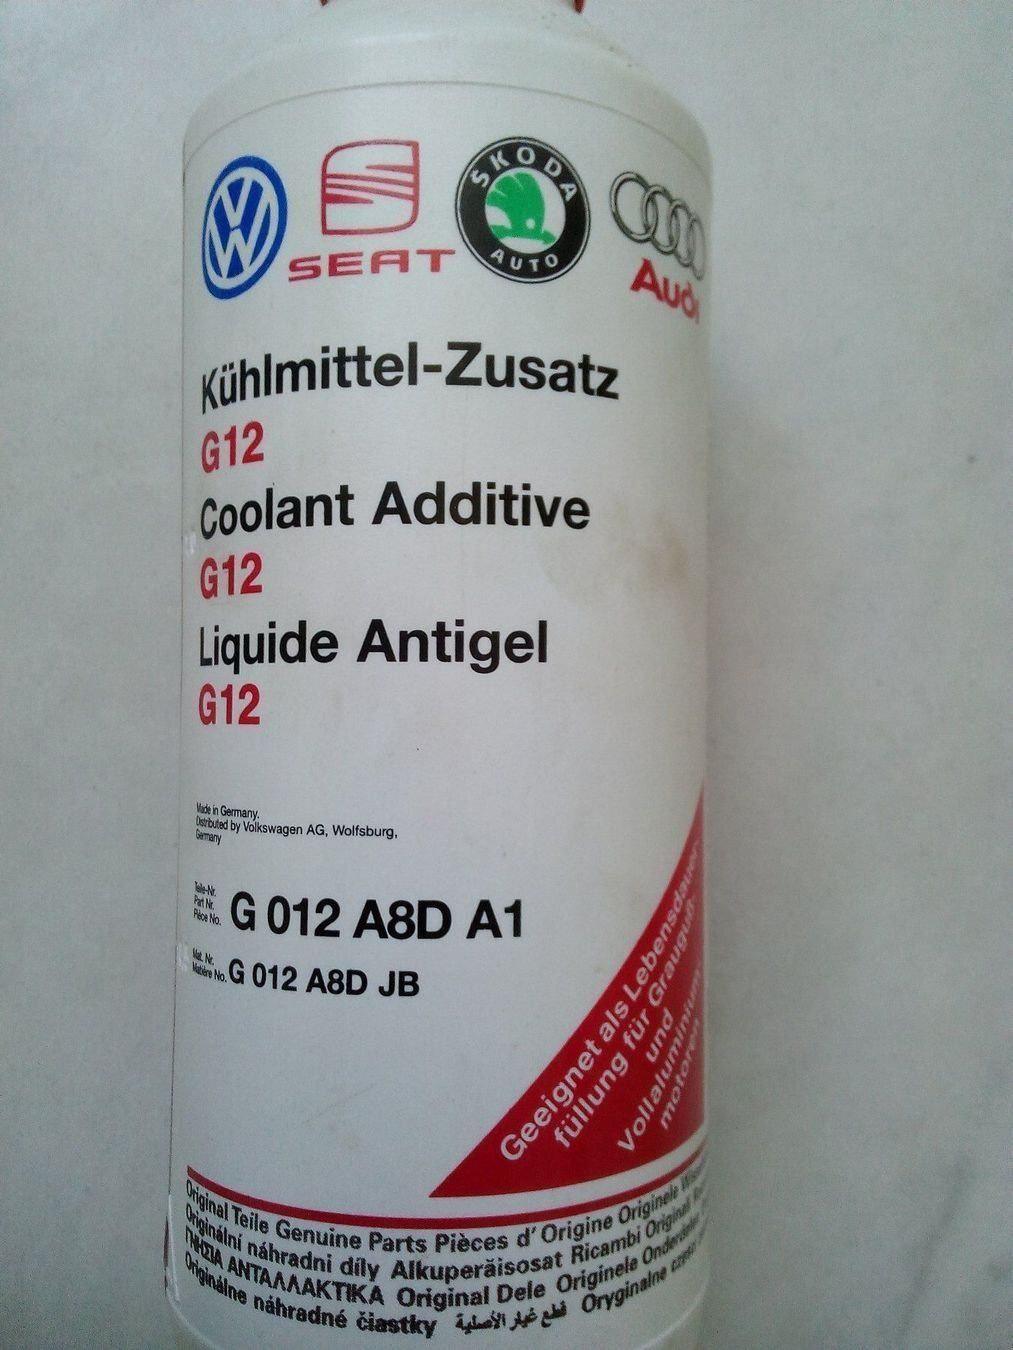 SEAT
ŠKODA
AUTO
Audi
Kühlmittel-Zusatz
G12
Coolant Additive
G12
Liquide Antigel
G12
Made in Germany.
Distributed by Volkswagen AG, Wolfsburg,
Germany
Teile-Nr.
Part Nr.
Pièce No.
G 012 A8D A1
Mat. Nr.
Matière No.
G 012 A8D JB
Geeignet als Lebensdauer-
füllung für Grauguß-
und
Vollaluminium
motoren
Original Teile Genuine Parts Pièces d' Origine Originele
Originální náhradni díly Alkuperäisosat Ricambi Original
ΓΝΗΣΙΑ ΑΝΤΑΛΛΑΚΤΙΚΑ Original Dele Originele
Originálne náhradné čiastky قطع غيار الأصلية Oryginalne